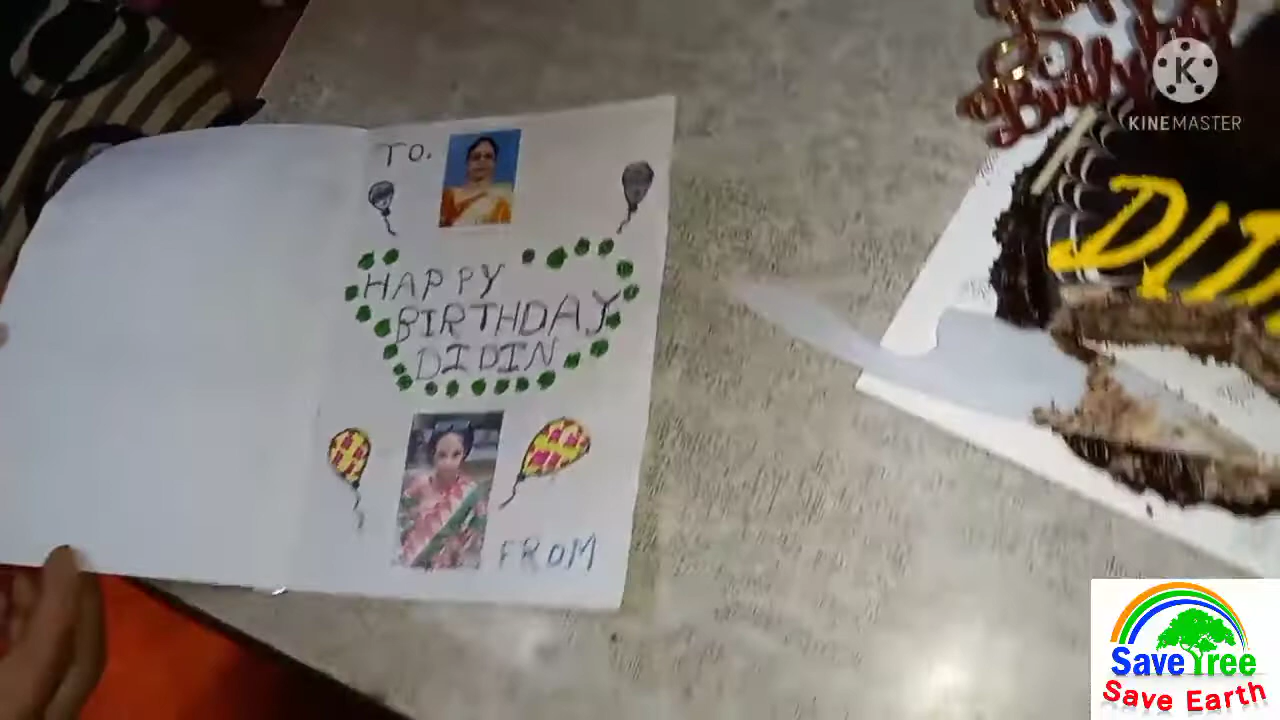 TO.
HAPPY
BIRTHDAY
DIDIN
FROM
KINEMASTER
Save Tree
Save Earth